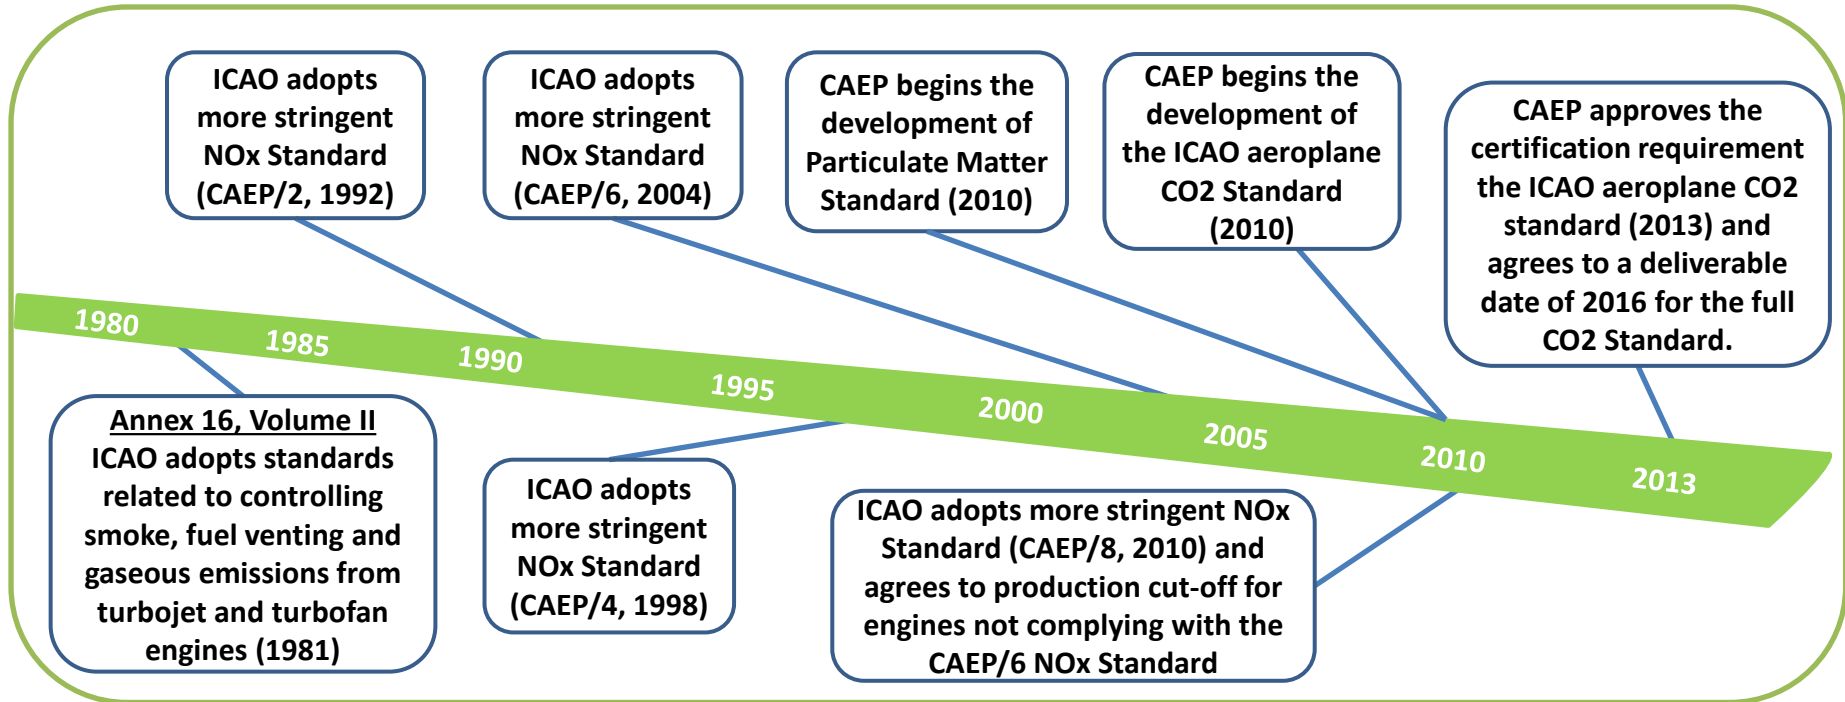 ICAO adopts
more stringent
NOx Standard
(CAEP/2, 1992)
ICAO adopts
more stringent
NOx Standard
(CAEP/6, 2004)
CAEP begins the
development of
Particulate Matter
Standard (2010)
CAEP begins the
development of
the ICAO aeroplane
CO2 Standard
(2010)
CAEP approves the
certification requirement
the ICAO aeroplane CO2
standard (2013) and
agrees to a deliverable
date of 2016 for the full
CO2 Standard.
1980
1985
1990
1995
2000
2005
2010
2013
Annex 16, Volume II
ICAO adopts standards
related to controlling
smoke, fuel venting and
gaseous emissions from
turbojet and turbofan
engines (1981)
ICAO adopts
more stringent
NOx Standard
(CAEP/4, 1998)
ICAO adopts more stringent NOx
Standard (CAEP/8, 2010) and
agrees to production cut-off for
engines not complying with the
CAEP/6 NOx Standard